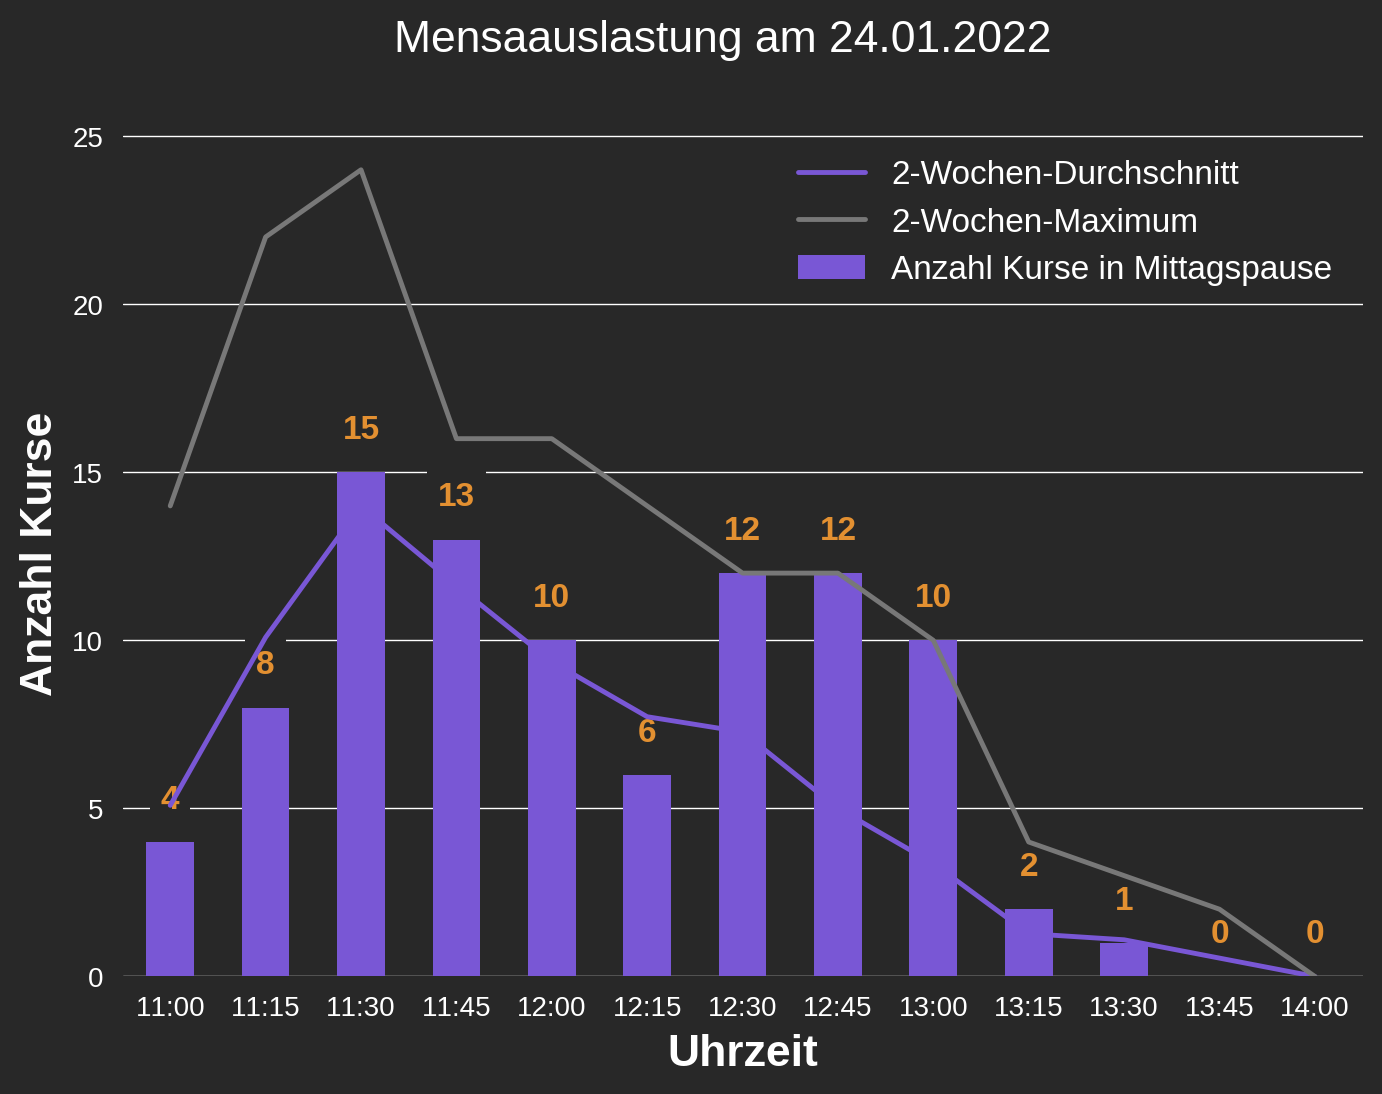 Mensaauslastung am 24.01.2022
25
2-Wochen-Durchschnitt
2-Wochen-Maximum
Anzahl Kurse in Mittagspause
20
15
15
13
12
12
10
10
10
8
6
5
4
2
1
0
0
0
Anzahl Kurse
11:00 11:15 11:30 11:45 12:00 12:15 12:30 12:45 13:00 13:15 13:30 13:45 14:00
Uhrzeit